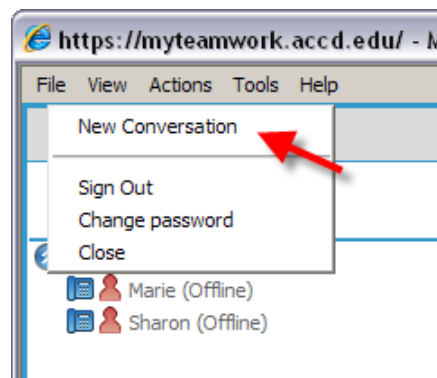 https://myteamwork.accd.edu/ - M
File View Actions Tools Help
New Conversation
Sign Out
Change password
Close
Marie (Offline)
Sharon (Offline)